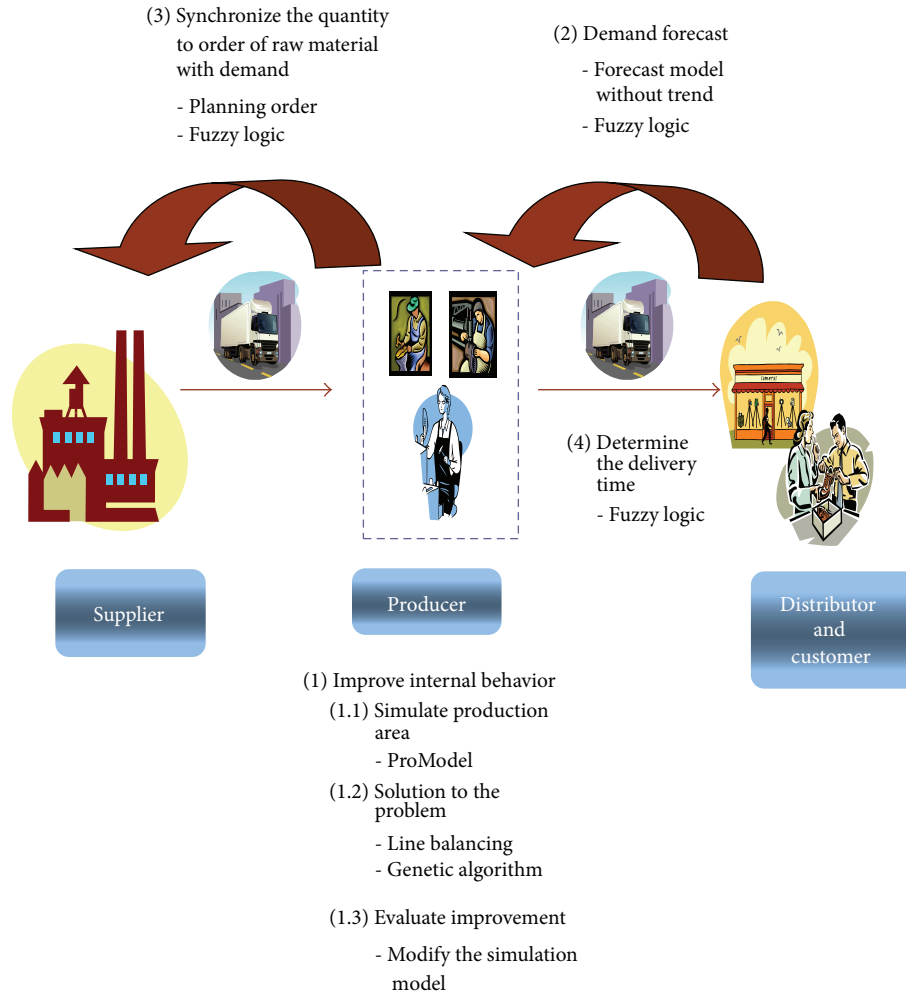 (3) Synchronize the quantity
to order of raw material
with demand
- Planning order
- Fuzzy logic
(2) Demand forecast
- Forecast model
without trend
- Fuzzy logic
(4) Determine
the delivery
time
- Fuzzy logic
Supplier
Producer
Distributor
and
customer
(1) Improve internal behavior
(1.1) Simulate production
area
- ProModel
(1.2) Solution to the
problem
- Line balancing
- Genetic algorithm
(1.3) Evaluate improvement
- Modify the simulation
model